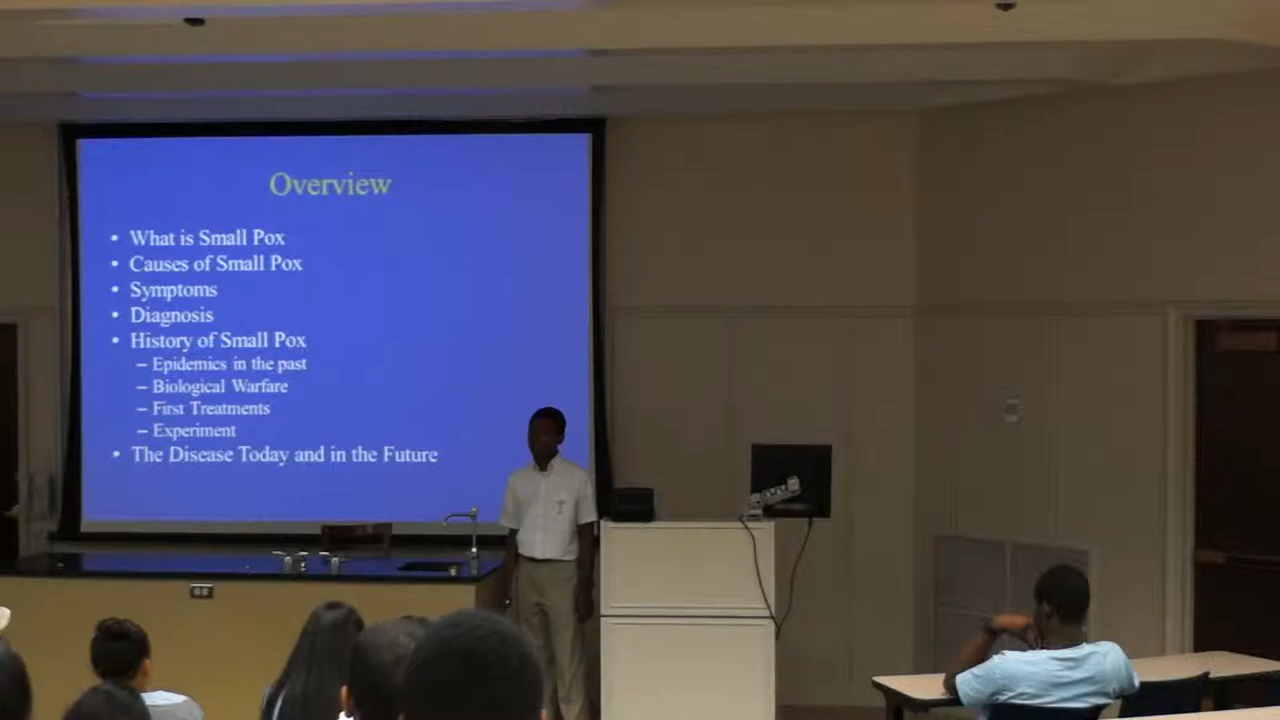 Overview
• What is Small Pox
• Causes of Small Pox
• Symptoms
• Diagnosis
• History of Small Pox
– Epidemics in the past
– Biological Warfare
– First Treatments
– Experiment
• The Disease Today and in the Future